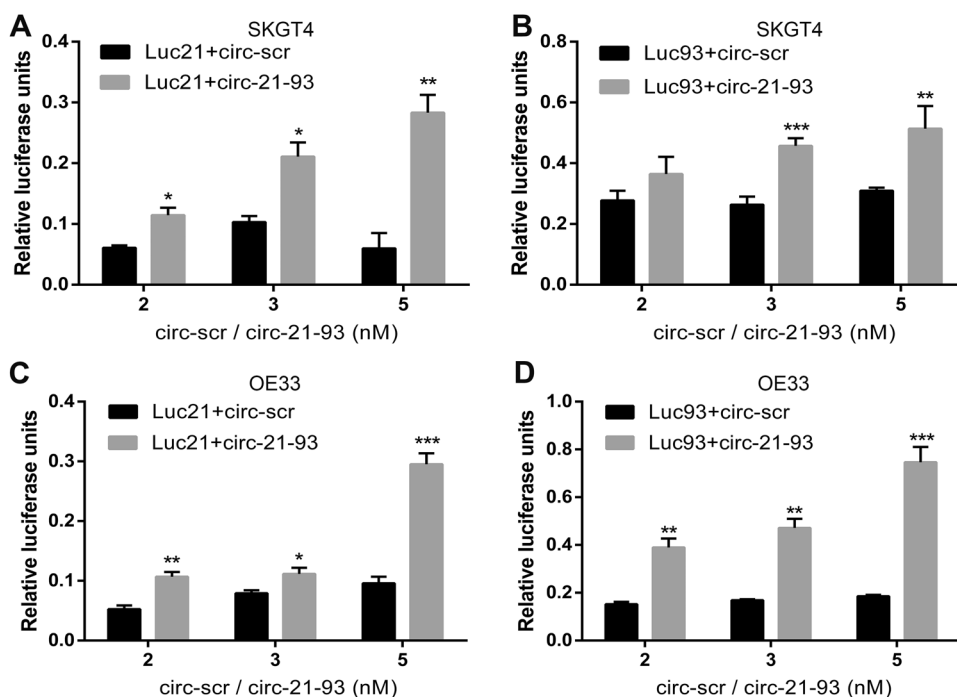 A
SKGT4
Relative luciferase units
0.4
0.3
0.2
0.1
0.0
Luc21+circ-scr
Luc21+circ-21-93
*
*
**
2 3 5
circ-scr / circ-21-93 (nM)
B
SKGT4
Relative luciferase units
0.8
0.6
0.4
0.2
0.0
Luc93+circ-scr
Luc93+circ-21-93
***
**
2 3 5
circ-scr / circ-21-93 (nM)
C
OE33
Relative luciferase units
0.4
0.3
0.2
0.1
0.0
Luc21+circ-scr
Luc21+circ-21-93
**
*
***
2 3 5
circ-scr / circ-21-93 (nM)
D
OE33
Relative luciferase units
1.0
0.8
0.6
0.4
0.2
0.0
Luc93+circ-scr
Luc93+circ-21-93
**
**
***
2 3 5
circ-scr / circ-21-93 (nM)